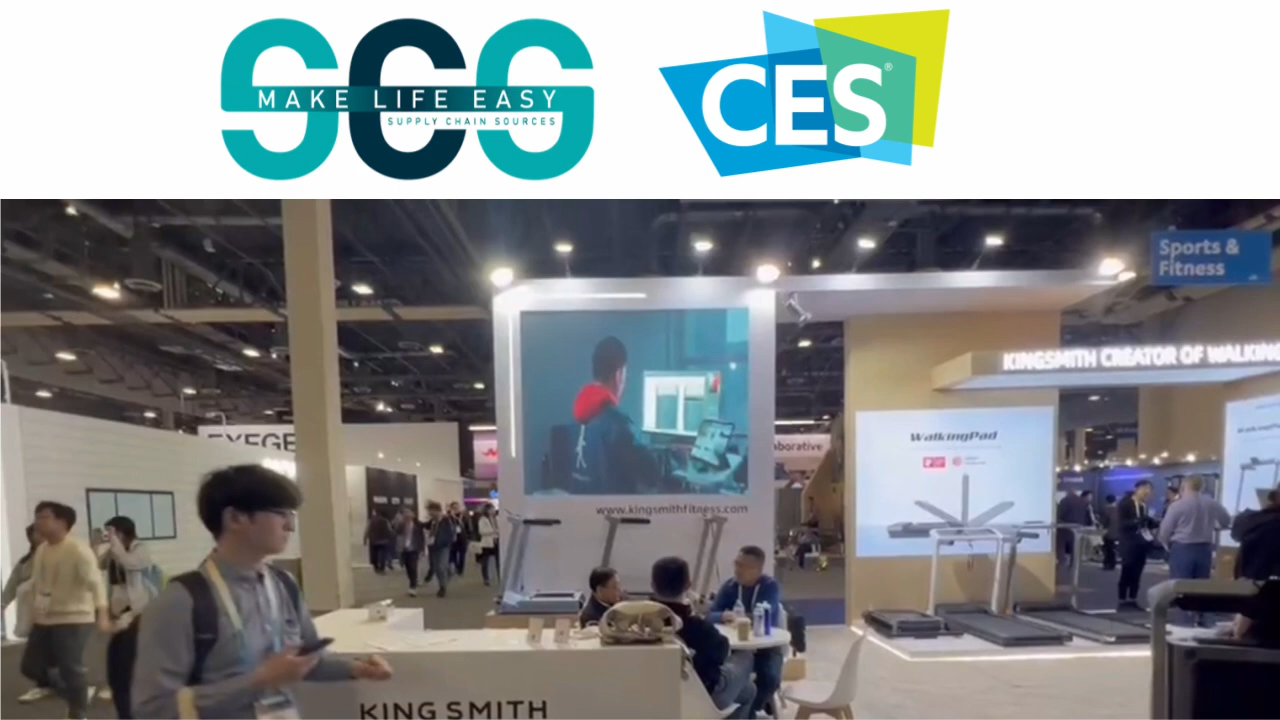 SCS
MAKE LIFE EASY
SUPPLY CHAIN SOURCES
CES®
Sports &
Fitness
KINGSMITH CREATOR OF WALKING
WalkingPad
www.kingsmithfitness.com
KING SMITH